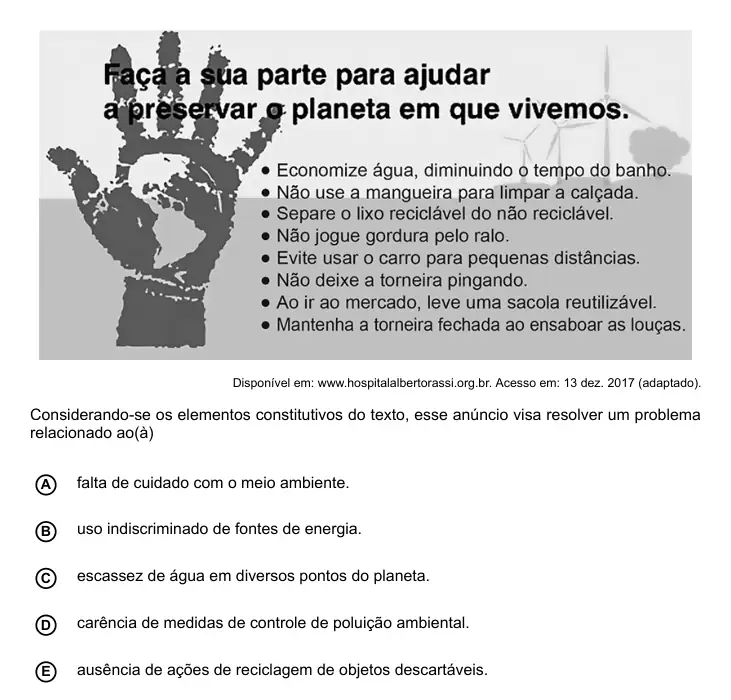 Faça a sua parte para ajudar
a preservar o planeta em que vivemos.
● Economize água, diminuindo o tempo do banho.
● Não use a mangueira para limpar a calçada.
● Separe o lixo reciclável do não reciclável.
● Não jogue gordura pelo ralo.
● Evite usar o carro para pequenas distâncias.
● Não deixe a torneira pingando.
● Ao ir ao mercado, leve uma sacola reutilizável.
● Mantenha a torneira fechada ao ensaboar as louças.
Disponível em: www.hospitalalbertorassi.org.br. Acesso em: 13 dez. 2017 (adaptado).
Considerando-se os elementos constitutivos do texto, esse anúncio visa resolver um problema
relacionado ao(à)
A falta de cuidado com o meio ambiente.
B uso indiscriminado de fontes de energia.
C escassez de água em diversos pontos do planeta.
D carência de medidas de controle de poluição ambiental.
E ausência de ações de reciclagem de objetos descartáveis.